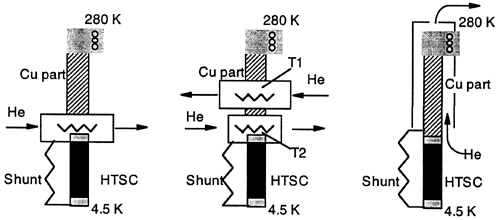 280 K
Cu part
He
Shunt
HTSC
4.5 K
280 K
Cu part
T1
He
He
T2
Shunt
HTSC
4.5 K
280 K
Cu part
He
Shunt
HTSC
4.5 K